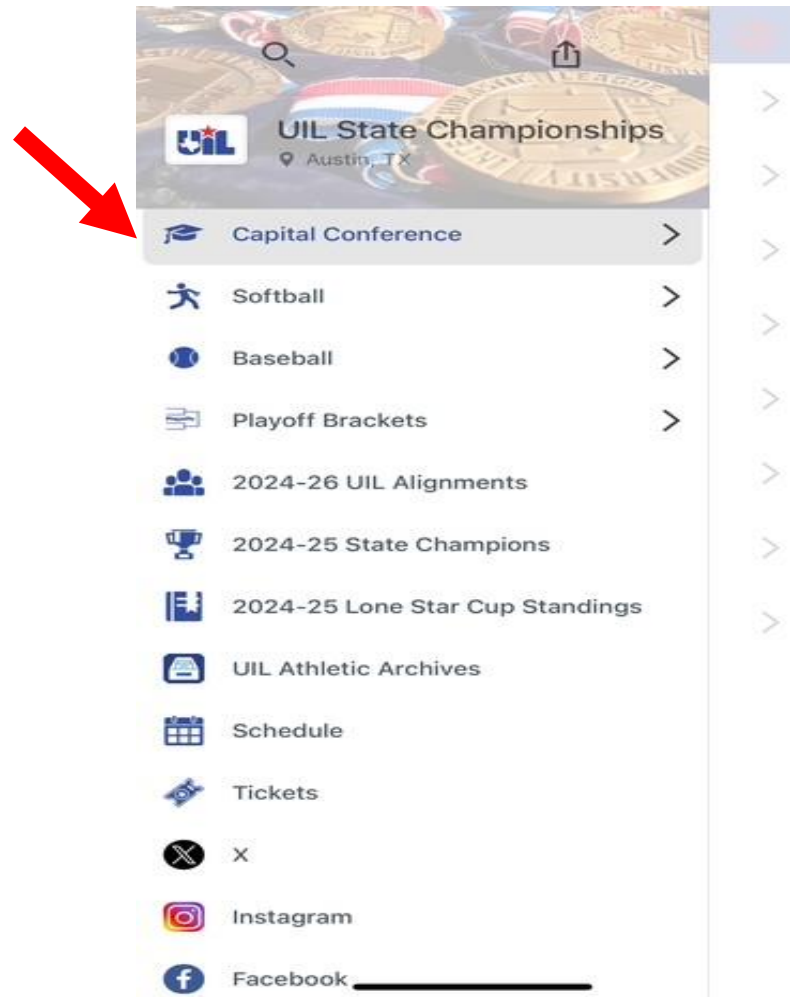 UIL
UIL State Championships
Austin, TX
Capital Conference
Softball
Baseball
Playoff Brackets
2024-26 UIL Alignments
2024-25 State Champions
2024-25 Lone Star Cup Standings
UIL Athletic Archives
Schedule
Tickets
X
Instagram
Facebook